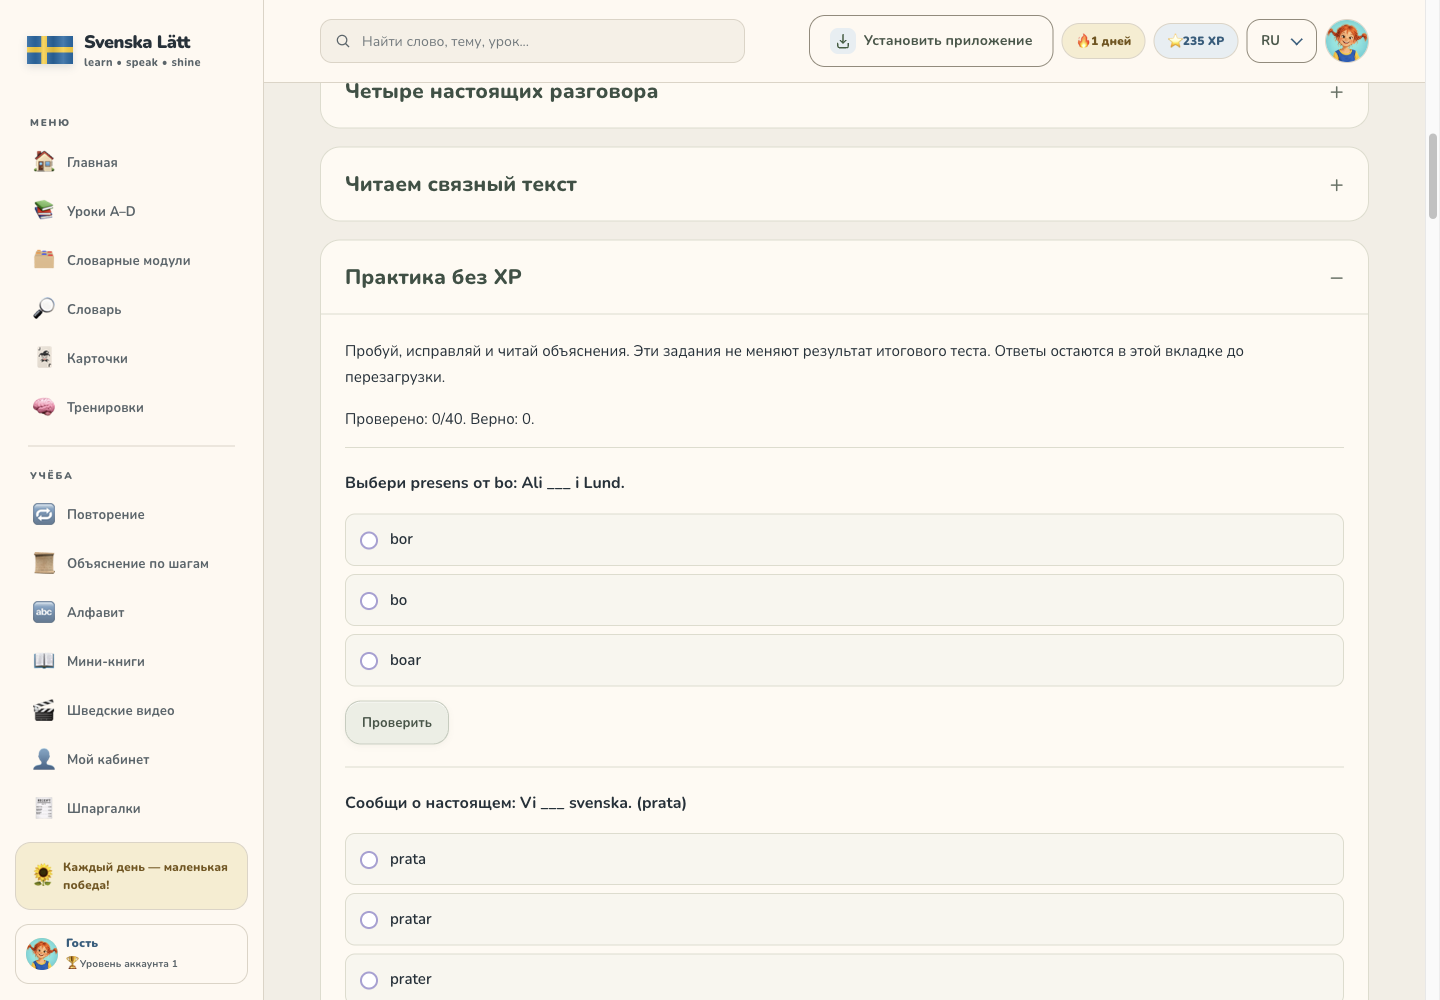 Svenska Lätt
learn • speak • shine
МЕНЮ
Главная
Уроки A–D
Словарные модули
Словарь
Карточки
Тренировки
УЧЁБА
Повторение
Объяснение по шагам
Алфавит
Мини-книги
Шведские видео
Мой кабинет
Шпаргалки
Каждый день — маленькая
победа!
Гость
Уровень аккаунта 1
Найти слово, тему, урок...
Установить приложение
1 дней
235 XP
RU
Четыре настоящих разговора
Читаем связный текст
Практика без XP
Пробуй, исправляй и читай объяснения. Эти задания не меняют результат итогового теста. Ответы остаются в этой вкладке до
перезагрузки.
Проверено: 0/40. Верно: 0.
Выбери presens от bo: Ali ___ i Lund.
bor
bo
boar
Проверить
Сообщи о настоящем: Vi ___ svenska. (prata)
prata
pratar
prater